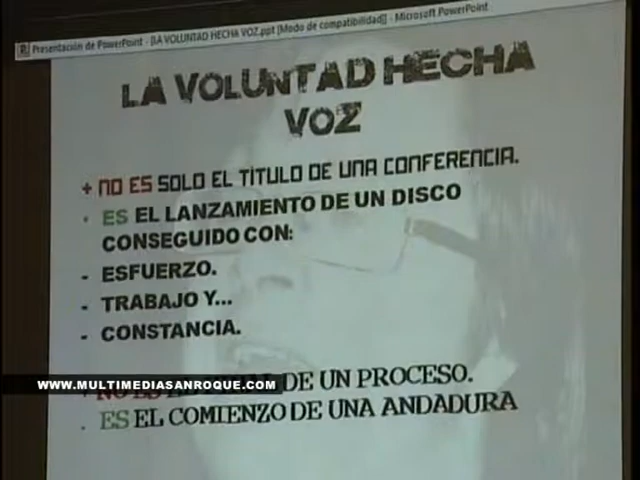 Presentación de PowerPoint - [LA VOLUNTAD HECHA VOZ.ppt [Modo de compatibilidad]] - Microsoft PowerPoint
LA VOLUNTAD HECHA
VOZ
+ NO ES SOLO EL TÍTULO DE UNA CONFERENCIA.
· ES EL LANZAMIENTO DE UN DISCO
CONSEGUIDO CON:
- ESFUERZO.
- TRABAJO Y...
- CONSTANCIA.
WWW.MULTIMEDIASANROQUE.COM
DE UN PROCESO.
. ES EL COMIENZO DE UNA ANDADURA